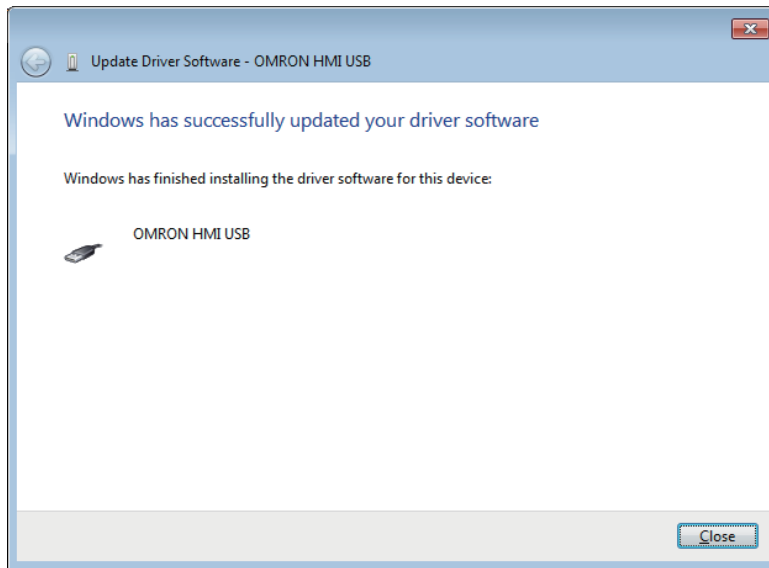 Update Driver Software - OMRON HMI USB
Windows has successfully updated your driver software
Windows has finished installing the driver software for this device:
OMRON HMI USB
Close